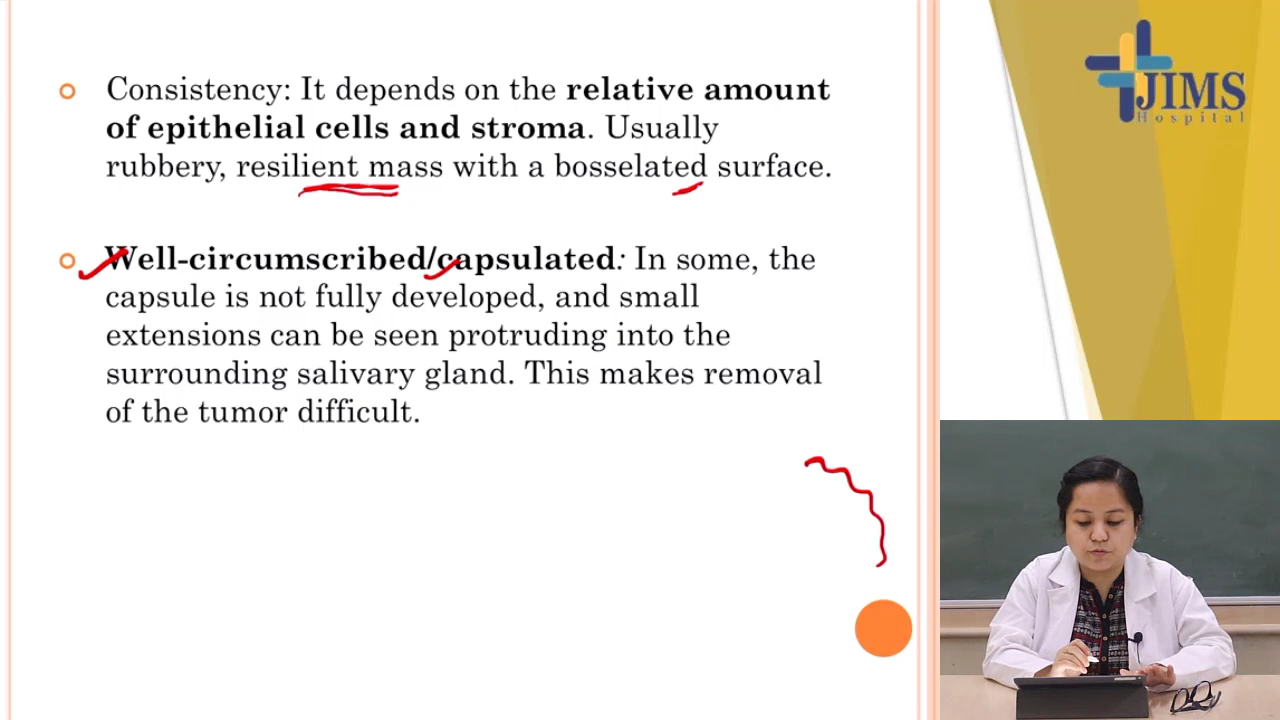 Consistency: It depends on the relative amount
of epithelial cells and stroma. Usually
rubbery, resilient mass with a bosselated surface.
Well-circumscribed/capsulated: In some, the
capsule is not fully developed, and small
extensions can be seen protruding into the
surrounding salivary gland. This makes removal
of the tumor difficult.
JIMS
Hospital